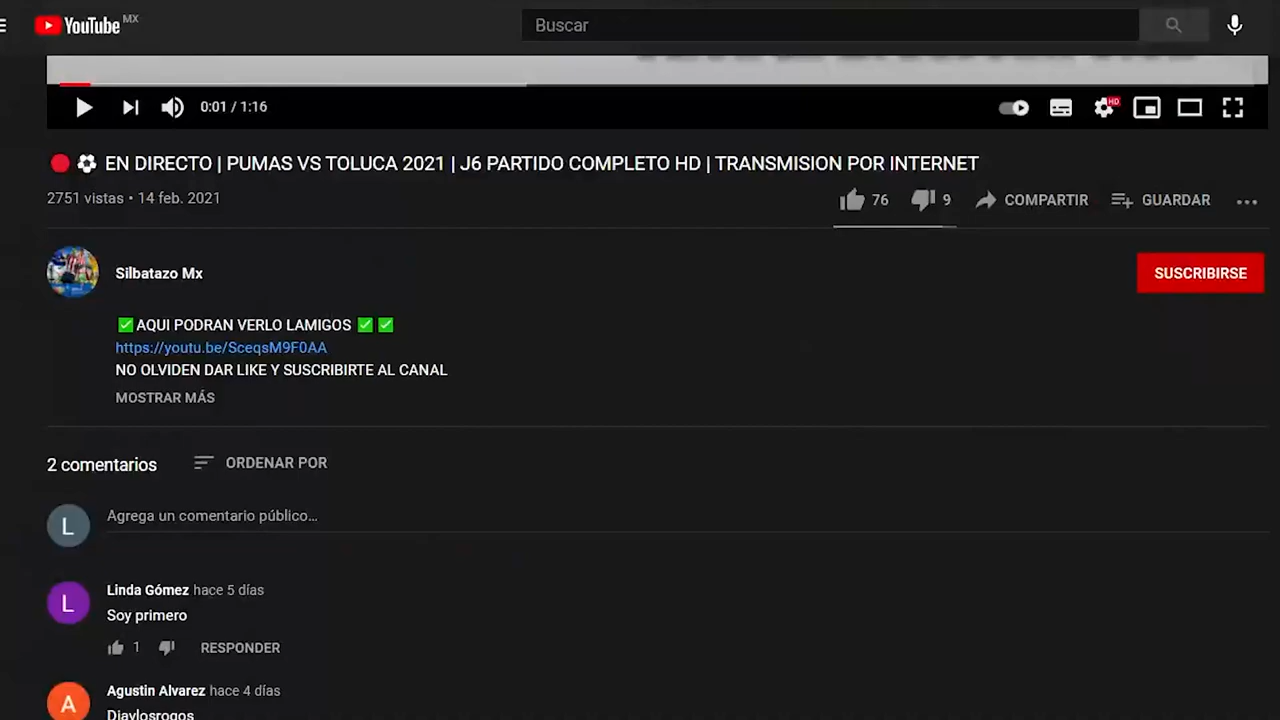 YouTube MX
Buscar
0:01 / 1:16
HD
EN DIRECTO | PUMAS VS TOLUCA 2021 | J6 PARTIDO COMPLETO HD | TRANSMISION POR INTERNET
2751 vistas • 14 feb. 2021
76
9
COMPARTIR
GUARDAR
Silbatazo Mx
SUSCRIBIRSE
AQUI PODRAN VERLO LAMIGOS
https://youtu.be/SceqsM9F0AA
NO OLVIDEN DAR LIKE Y SUSCRIBIRTE AL CANAL
MOSTRAR MÁS
2 comentarios
ORDENAR POR
L
Agrega un comentario público...
L
Linda Gómez hace 5 días
Soy primero
1
RESPONDER
A
Agustin Alvarez hace 4 días
Diaylosrogos